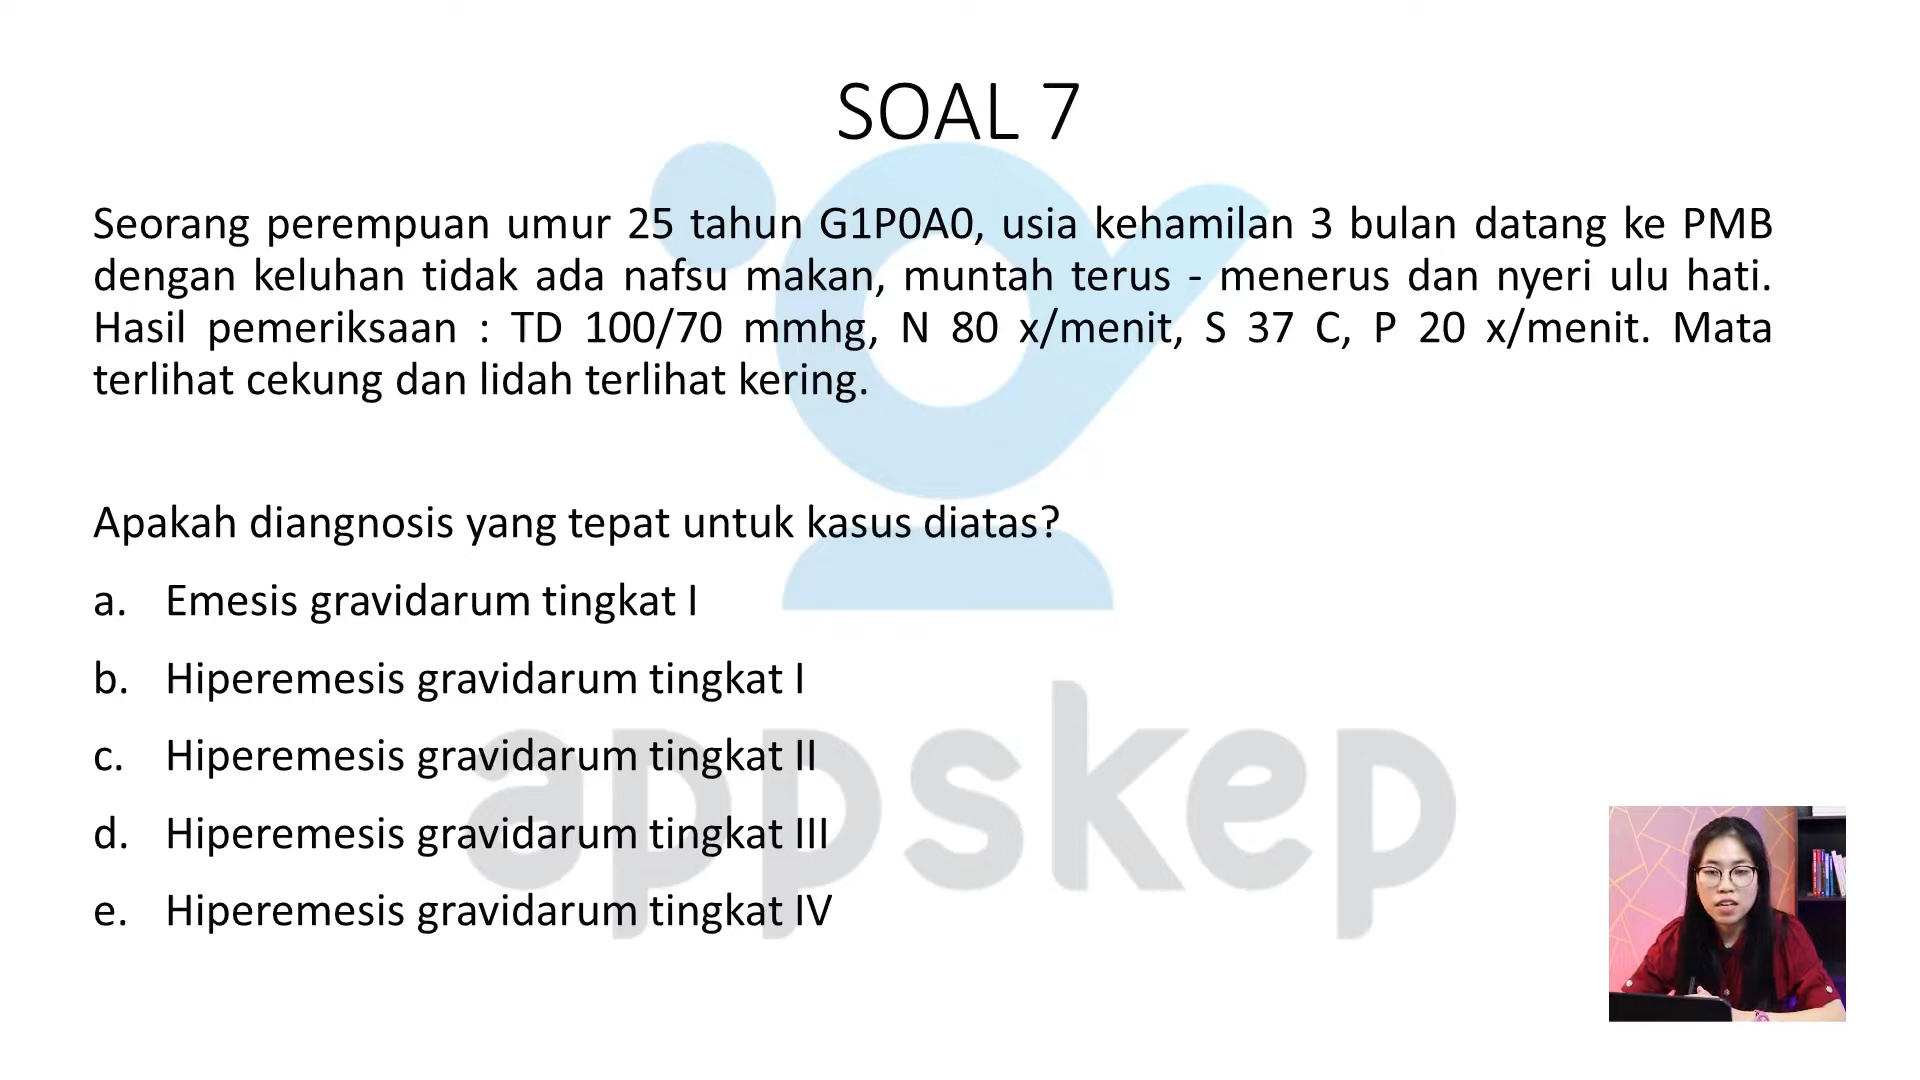 SOAL 7
Seorang perempuan umur 25 tahun G1P0A0, usia kehamilan 3 bulan datang ke PMB
dengan keluhan tidak ada nafsu makan, muntah terus - menerus dan nyeri ulu hati.
Hasil pemeriksaan : TD 100/70 mmhg, N 80 x/menit, S 37 C, P 20 x/menit. Mata
terlihat cekung dan lidah terlihat kering.
Apakah diangnosis yang tepat untuk kasus diatas?
a. Emesis gravidarum tingkat I
b. Hiperemesis gravidarum tingkat I
c. Hiperemesis gravidarum tingkat II
d. Hiperemesis gravidarum tingkat III
e. Hiperemesis gravidarum tingkat IV
appskep